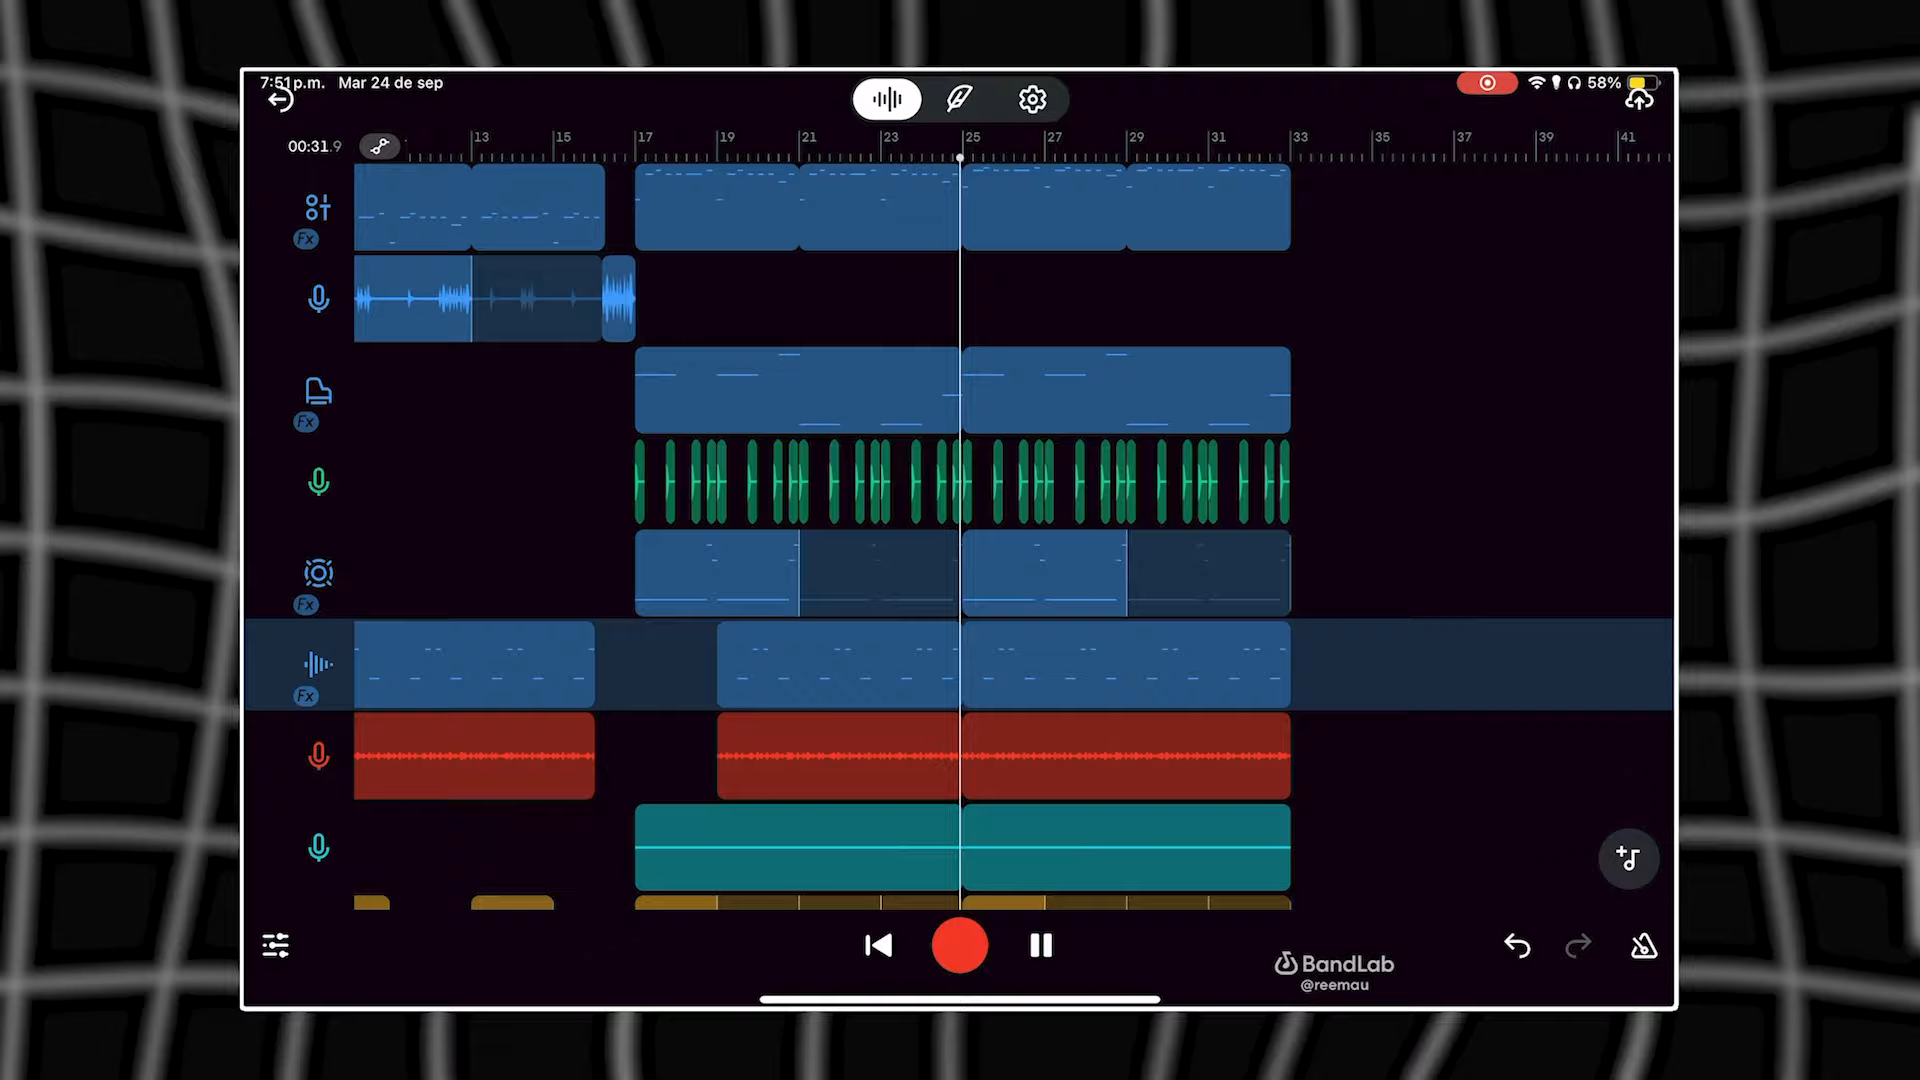 7:51p.m. Mar 24 de sep
58%
00:31.9
13 15 17 19 21 23 25 27 29 31 33 35 37 39 41
Fx
Fx
Fx
Fx
BandLab
@reemau